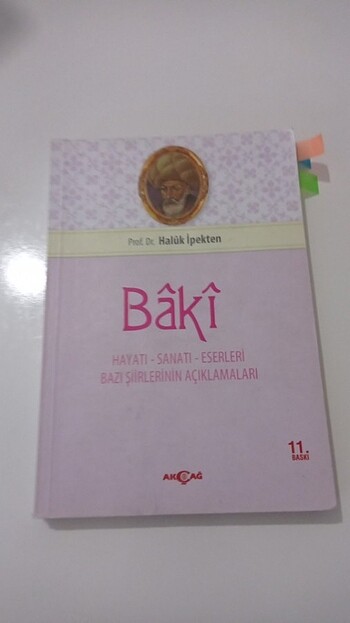 Prof. Dr. Halûk İpekten
Bâkî
HAYATI - SANATI - ESERLERİ
BAZI ŞİİRLERİNİN AÇIKLAMALARI
11.
BASKI
AKÇAĞ